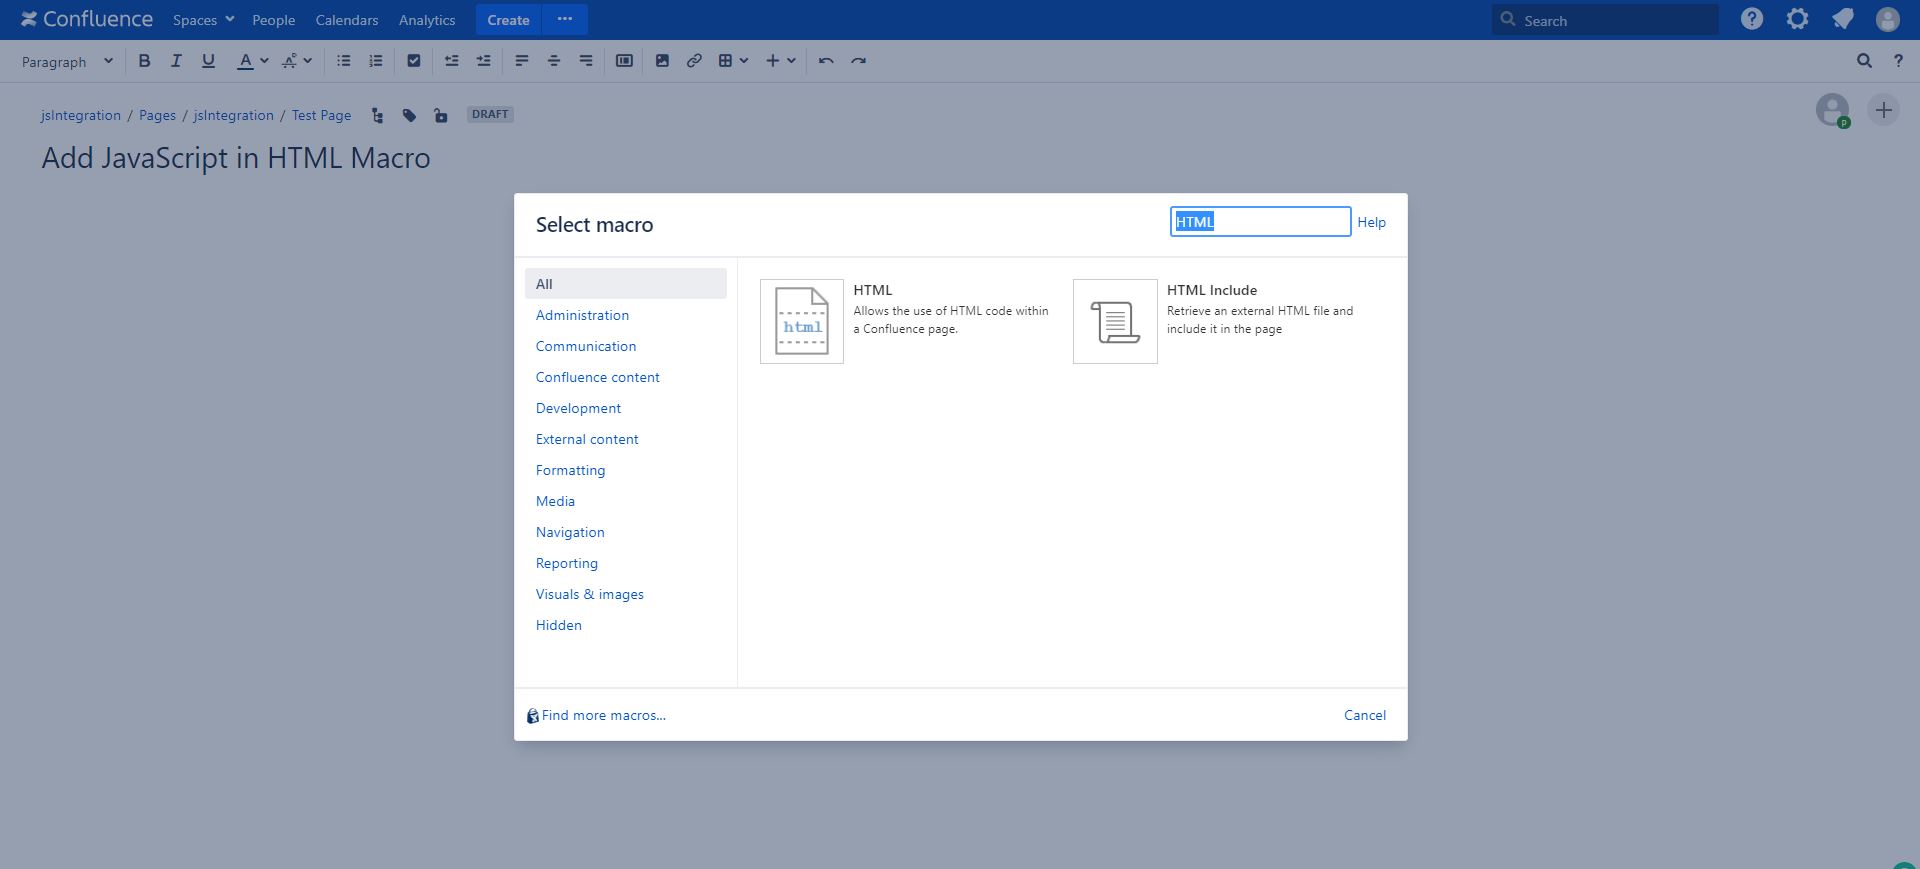 Confluence Spaces People Calendars Analytics Create ... Search ?
Paragraph B I U A ?
jsIntegration / Pages / jsIntegration / Test Page DRAFT
P
Add JavaScript in HTML Macro
Select macro
HTML Help
All
Administration
Communication
Confluence content
Development
External content
Formatting
Media
Navigation
Reporting
Visuals & images
Hidden
html
HTML
Allows the use of HTML code within
a Confluence page.
HTML Include
Retrieve an external HTML file and
include it in the page
Find more macros...
Cancel